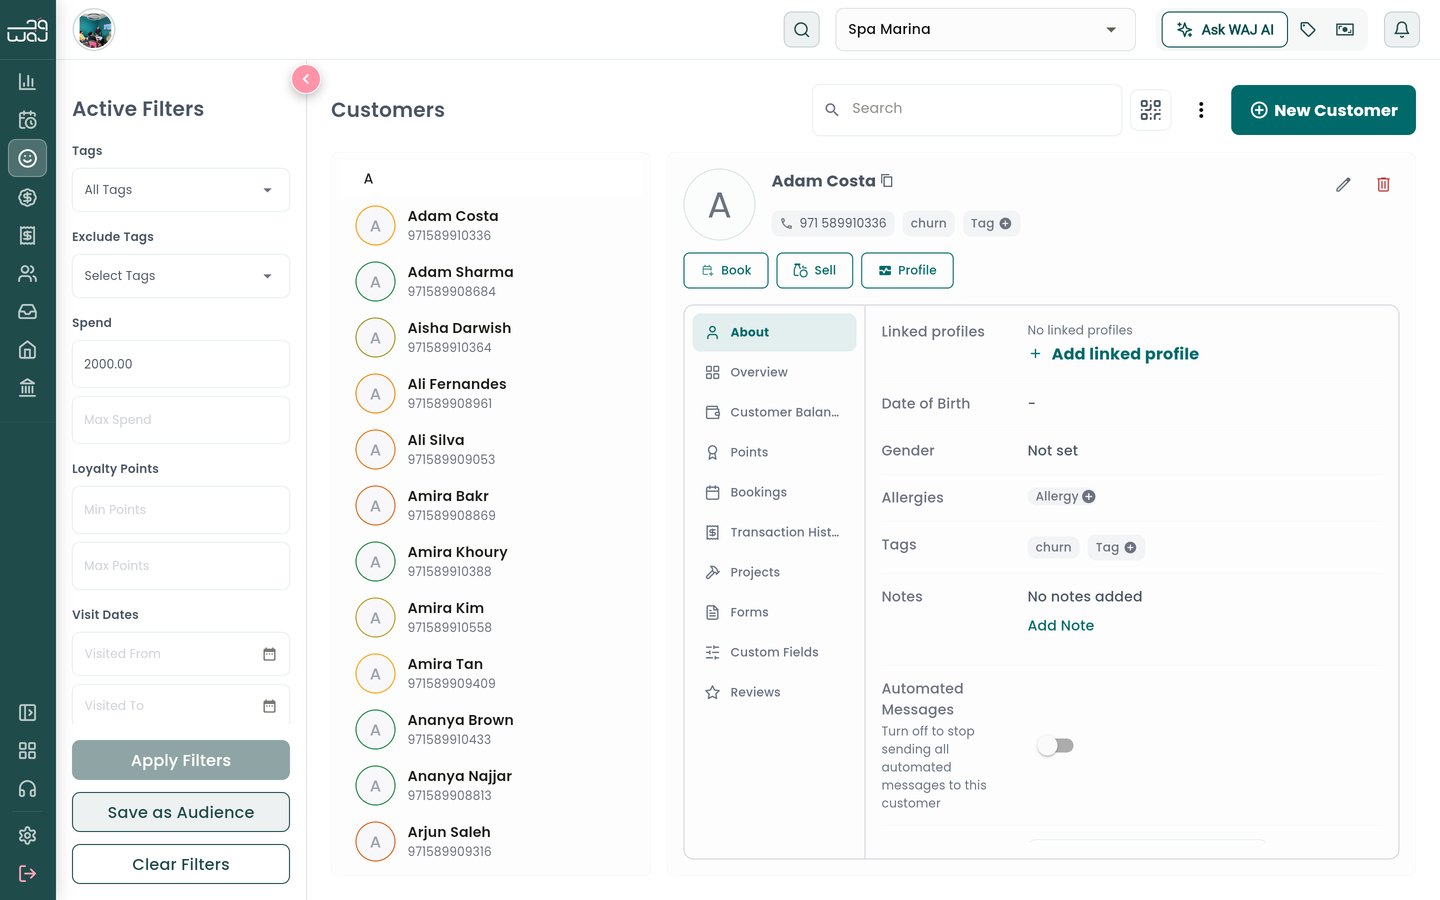 waj
Spa Marina
Ask WAJ AI
Active Filters
Tags
All Tags
Exclude Tags
Select Tags
Spend
2000.00
Max Spend
Loyalty Points
Min Points
Max Points
Visit Dates
Visited From
Visited To
Apply Filters
Save as Audience
Clear Filters
Customers
Search
New Customer
A
A
Adam Costa
971589910336
A
Adam Sharma
971589908684
A
Aisha Darwish
971589910364
A
Ali Fernandes
971589908961
A
Ali Silva
971589909053
A
Amira Bakr
971589908869
A
Amira Khoury
971589910388
A
Amira Kim
971589910558
A
Amira Tan
971589909409
A
Ananya Brown
971589910433
A
Ananya Najjar
971589908813
A
Arjun Saleh
971589909316
A
Adam Costa
971 589910336
churn
Tag
Book
Sell
Profile
About
Overview
Customer Balan...
Points
Bookings
Transaction Hist...
Projects
Forms
Custom Fields
Reviews
Linked profiles
No linked profiles
+ Add linked profile
Date of Birth
-
Gender
Not set
Allergies
Allergy
Tags
churn
Tag
Notes
No notes added
Add Note
Automated
Messages
Turn off to stop
sending all
automated
messages to this
customer